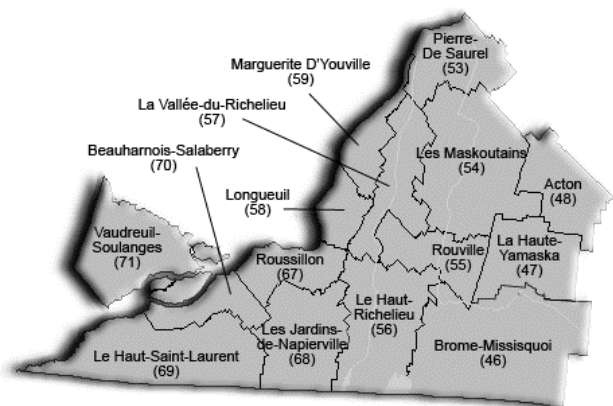 Pierre-
De Saurel
(53)
Marguerite D'Youville
(59)
La Vallée-du-Richelieu
(57)
Beauharnois-Salaberry
(70)
Les Maskoutains
(54)
Acton
(48)
Longueuil
(58)
Vaudreuil-
Soulanges
(71)
Roussillon
(67)
Rouville
(55)
La Haute-
Yamaska
(47)
Le Haut-
Richelieu
(56)
Les Jardins-
de-Napierville
(68)
Brome-Missisquoi
(46)
Le Haut-Saint-Laurent
(69)